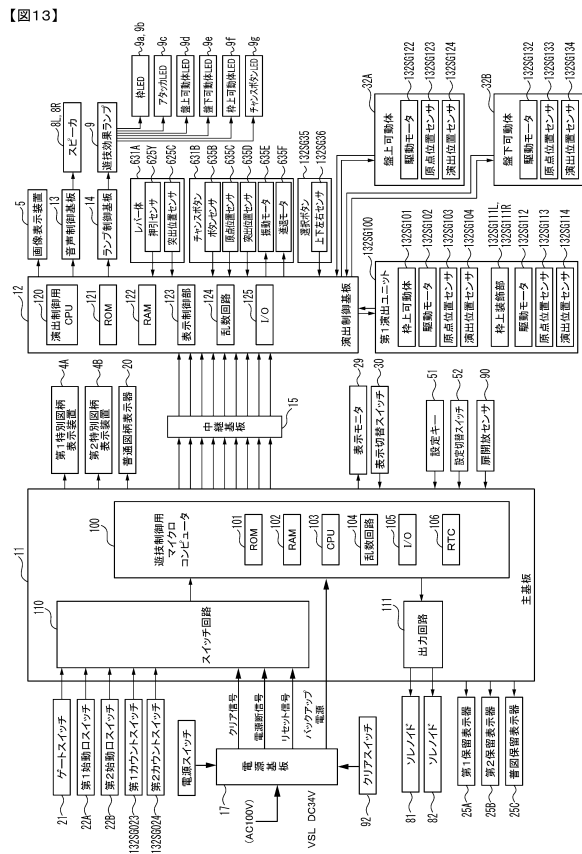 【図13】
8L、8R
スピーカ
9
遊技効果ランプ
枠LED
9a, 9b
アタッカLED
9c
盤上可動体LED
9d
盤下可動体LED
9e
枠上可動体LED
9f
チャンスボタンLED
9g
5
画像表示装置
13
音声制御基板
14
ランプ制御基板
631A
レバー体
625Y
押引センサ
625C
突出位置センサ
631B
チャンスボタン
635B
ボタンセンサ
635C
原点位置センサ
635D
突出位置センサ
635E
振動モータ
635F
進退モータ
132SG635
選択ボタン
132SG636
上下左右センサ
32A
盤上可動体
132SG122
駆動モータ
132SG123
原点位置センサ
132SG124
演出位置センサ
32B
盤下可動体
132SG132
駆動モータ
132SG133
原点位置センサ
132SG134
演出位置センサ
12
演出制御基板
120
演出制御用
CPU
121
ROM
122
RAM
123
表示制御部
124
乱数回路
125
I/O
132SG100
第1演出ユニット
132SG101
枠上可動体
132SG102
駆動モータ
132SG103
原点位置センサ
132SG104
演出位置センサ
132SG111L、
132SG111R
枠上装飾部
132SG112
駆動モータ
132SG113
原点位置センサ
132SG114
演出位置センサ
4A
第1特別図柄
表示装置
4B
第2特別図柄
表示装置
20
普通図柄表示器
15
中継基板
29
表示モニタ
30
表示切替スイッチ
51
設定キー
52
設定切替スイッチ
90
扉開放センサ
11
主基板
100
遊技制御用
マイクロ
コンピュータ
101
ROM
102
RAM
103
CPU
104
乱数回路
105
I/O
106
RTC
110
スイッチ回路
111
出力回路
21
ゲートスイッチ
22A
第1始動口スイッチ
22B
第2始動口スイッチ
132SG023
第1カウントスイッチ
132SG024
第2カウントスイッチ
電源スイッチ
クリア信号
電源断信号
リセット信号
バックアップ
電源
17
電源基板
(AC100V)
VSL DC34V
92
クリアスイッチ
81
ソレノイド
82
ソレノイド
25A
第1保留表示器
25B
第2保留表示器
25C
普図保留表示器